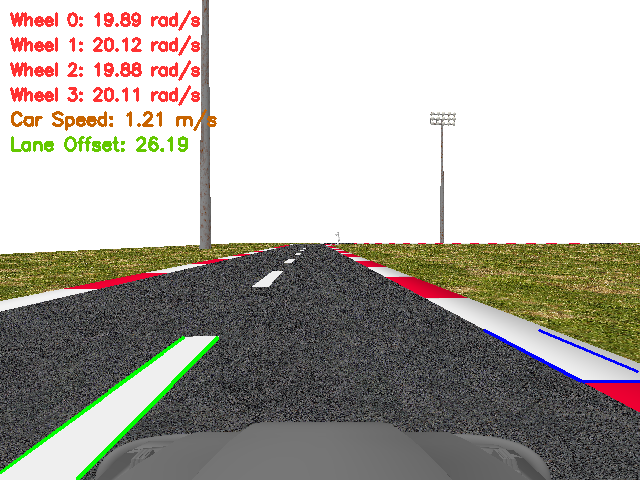 Wheel 0: 19.89 rad/s
Wheel 1: 20.12 rad/s
Wheel 2: 19.88 rad/s
Wheel 3: 20.11 rad/s
Car Speed: 1.21 m/s
Lane Offset: 26.19